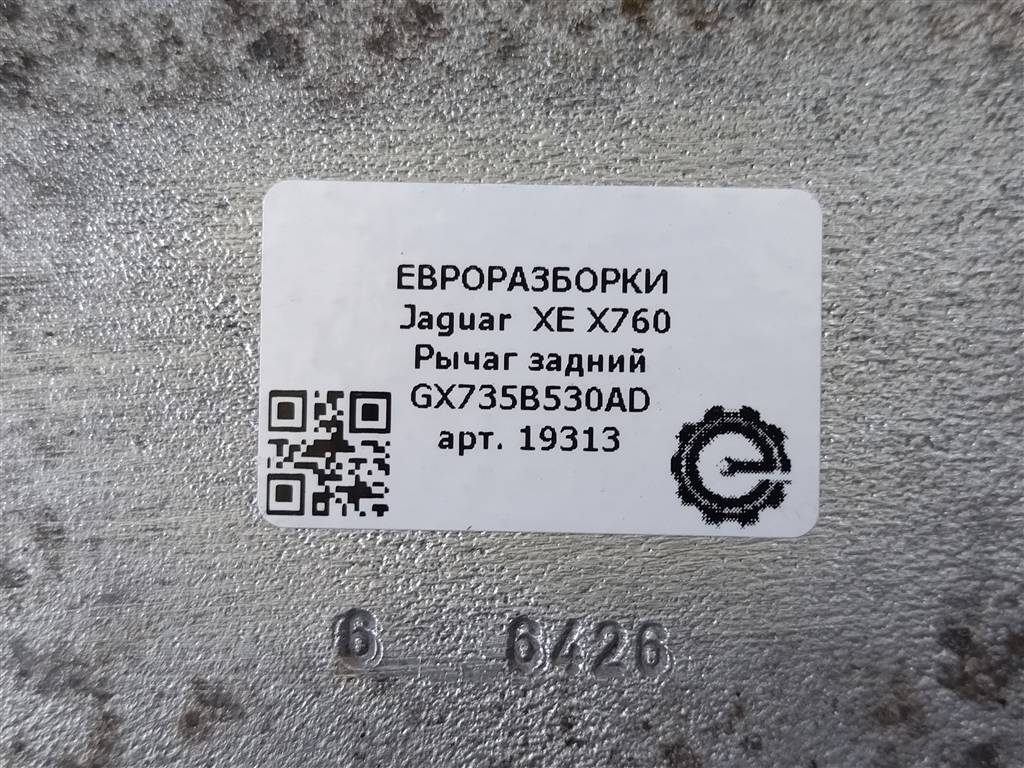 ЕВРОРАЗБОРКИ
Jaguar XE X760
Рычаг задний
GX735B530AD
арт. 19313
6 6426